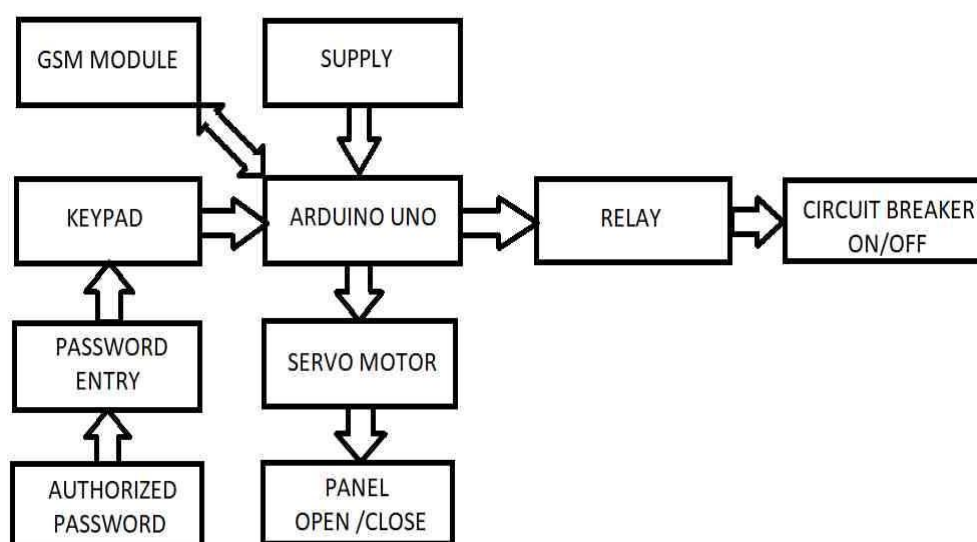 GSM MODULE
SUPPLY
KEYPAD
ARDUINO UNO
RELAY
CIRCUIT BREAKER
ON/OFF
PASSWORD
ENTRY
SERVO MOTOR
AUTHORIZED
PASSWORD
PANEL
OPEN /CLOSE